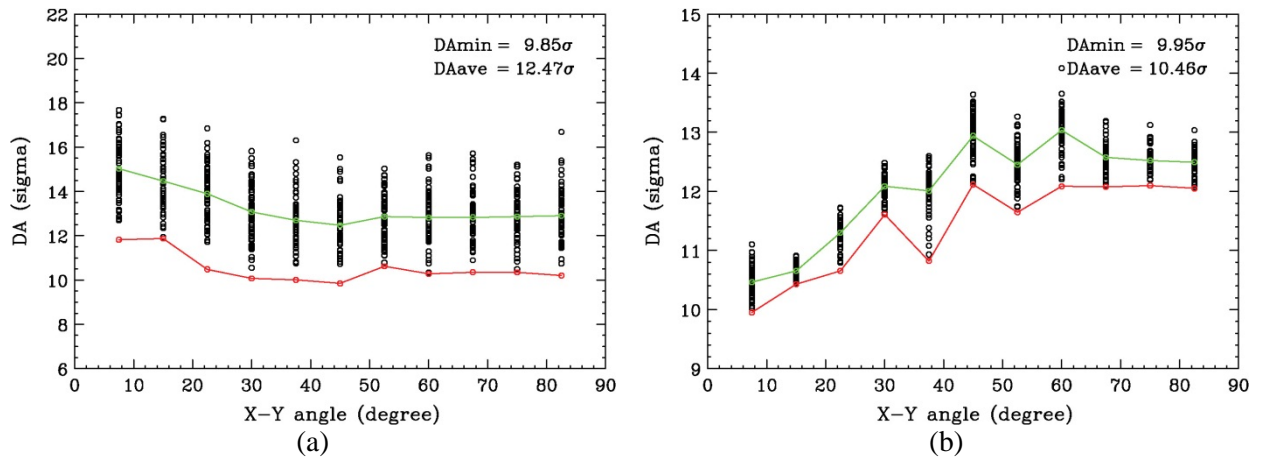 22
20
18
16
14
12
10
8
6
DA (sigma)
DAmin = 9.85σ
DAave = 12.47σ
0 10 20 30 40 50 60 70 80 90
X-Y angle (degree)
(a)
15
14
13
12
11
10
9
DA (sigma)
DAmin = 9.95σ
DAave = 10.46σ
0 10 20 30 40 50 60 70 80 90
X-Y angle (degree)
(b)